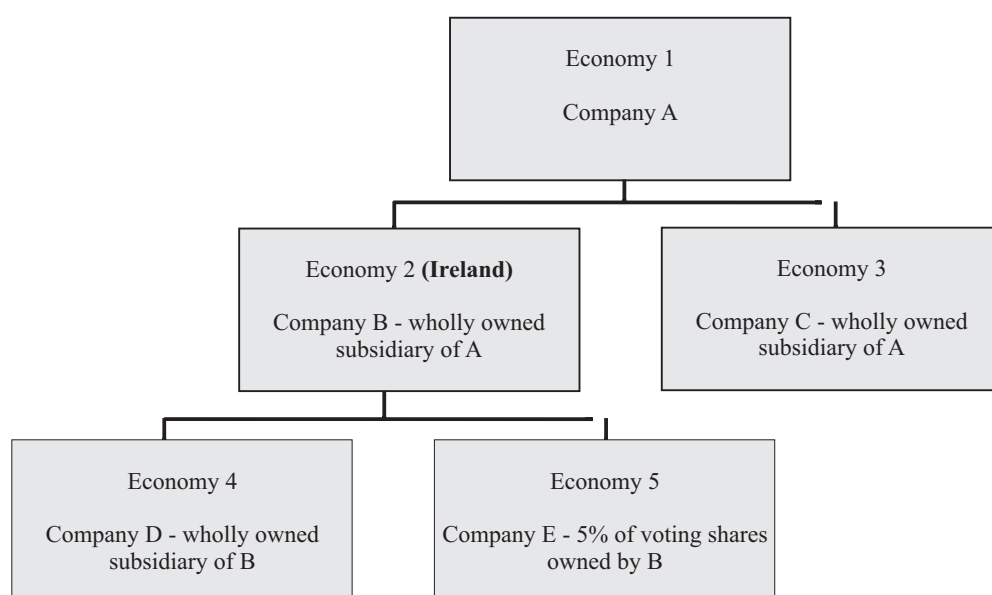 Economy 1
Company A
Economy 2 (Ireland)
Company B - wholly owned
subsidiary of A
Economy 3
Company C - wholly owned
subsidiary of A
Economy 4
Company D - wholly owned
subsidiary of B
Economy 5
Company E - 5% of voting shares
owned by B